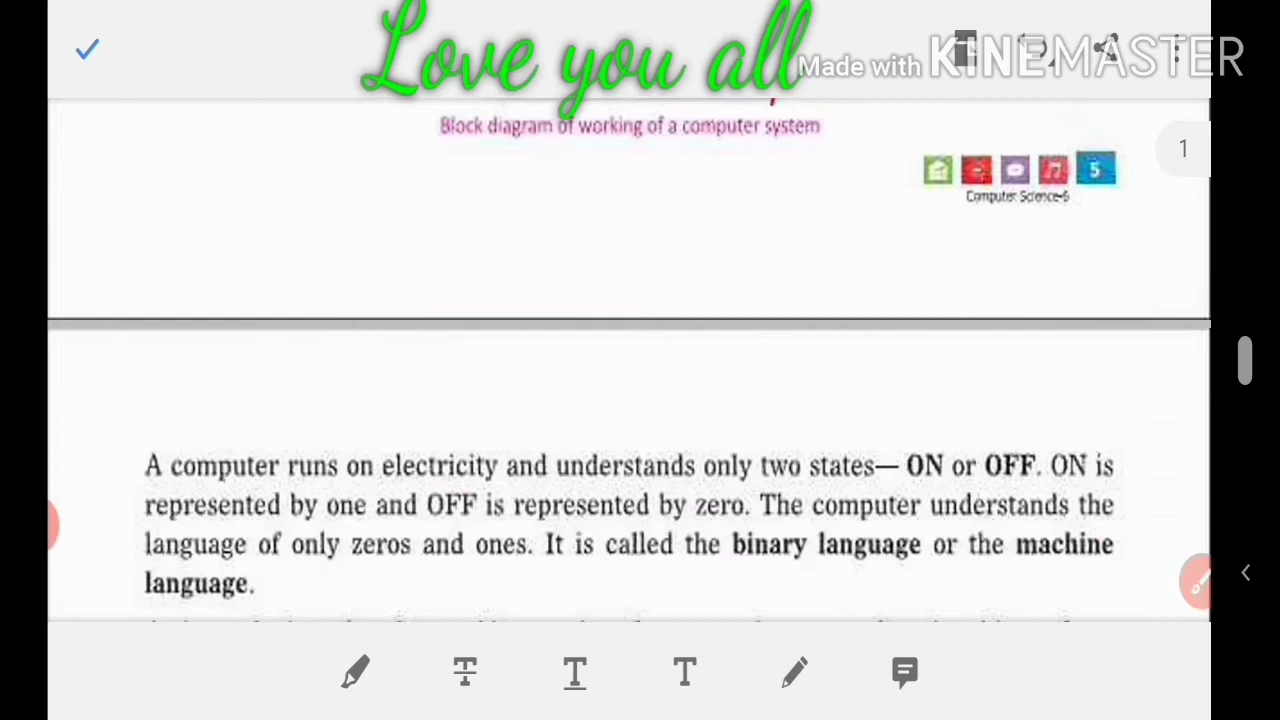 Love you all
Made with KINEMASTER
Block diagram of working of a computer system
1
5
Computer Science-6
A computer runs on electricity and understands only two states— ON or OFF. ON is
represented by one and OFF is represented by zero. The computer understands the
language of only zeros and ones. It is called the binary language or the machine
language.